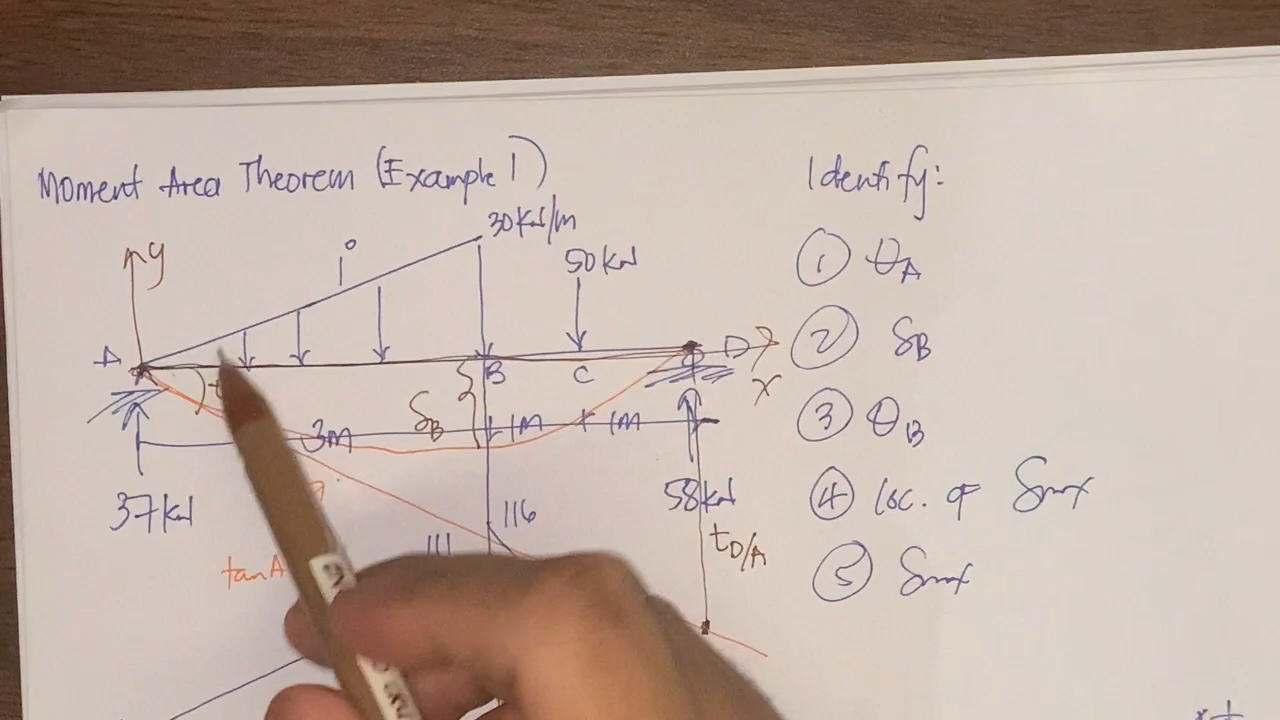 Moment Area Theorem (Example 1)
Identify:
30kN/m
y
50kN
① θA
A
B
C
D
x
② δB
δB
3m
1m
1m
③ θB
37kN
116
58kN
④ loc. of δmax
111
tD/A
tanA
⑤ δmax